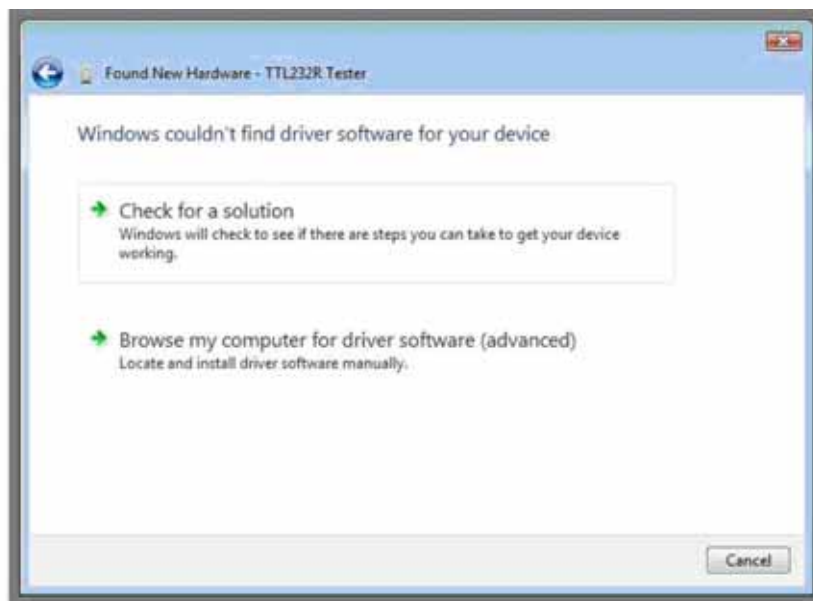 Found New Hardware - TTL232R Tester
Windows couldn't find driver software for your device
Check for a solution
Windows will check to see if there are steps you can take to get your device
working.
Browse my computer for driver software (advanced)
Locate and install driver software manually.
Cancel